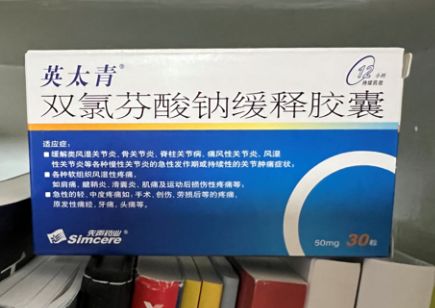 英太青®
12小时
持续药效
双氯芬酸钠缓释胶囊
适应症：
■ 缓解类风湿关节炎、骨关节炎、脊柱关节病、痛风性关节炎、风湿
性关节炎等各种慢性关节炎的急性发作期或持续性的关节肿痛症状；
■ 各种软组织风湿性疼痛，
如肩痛、腱鞘炎、滑囊炎、肌痛及运动后损伤性疼痛等；
■ 急性的轻、中度疼痛如：手术、创伤、劳损后等的疼痛，
原发性痛经，牙痛，头痛等。
先声药业®
Simcere
50mg 30粒